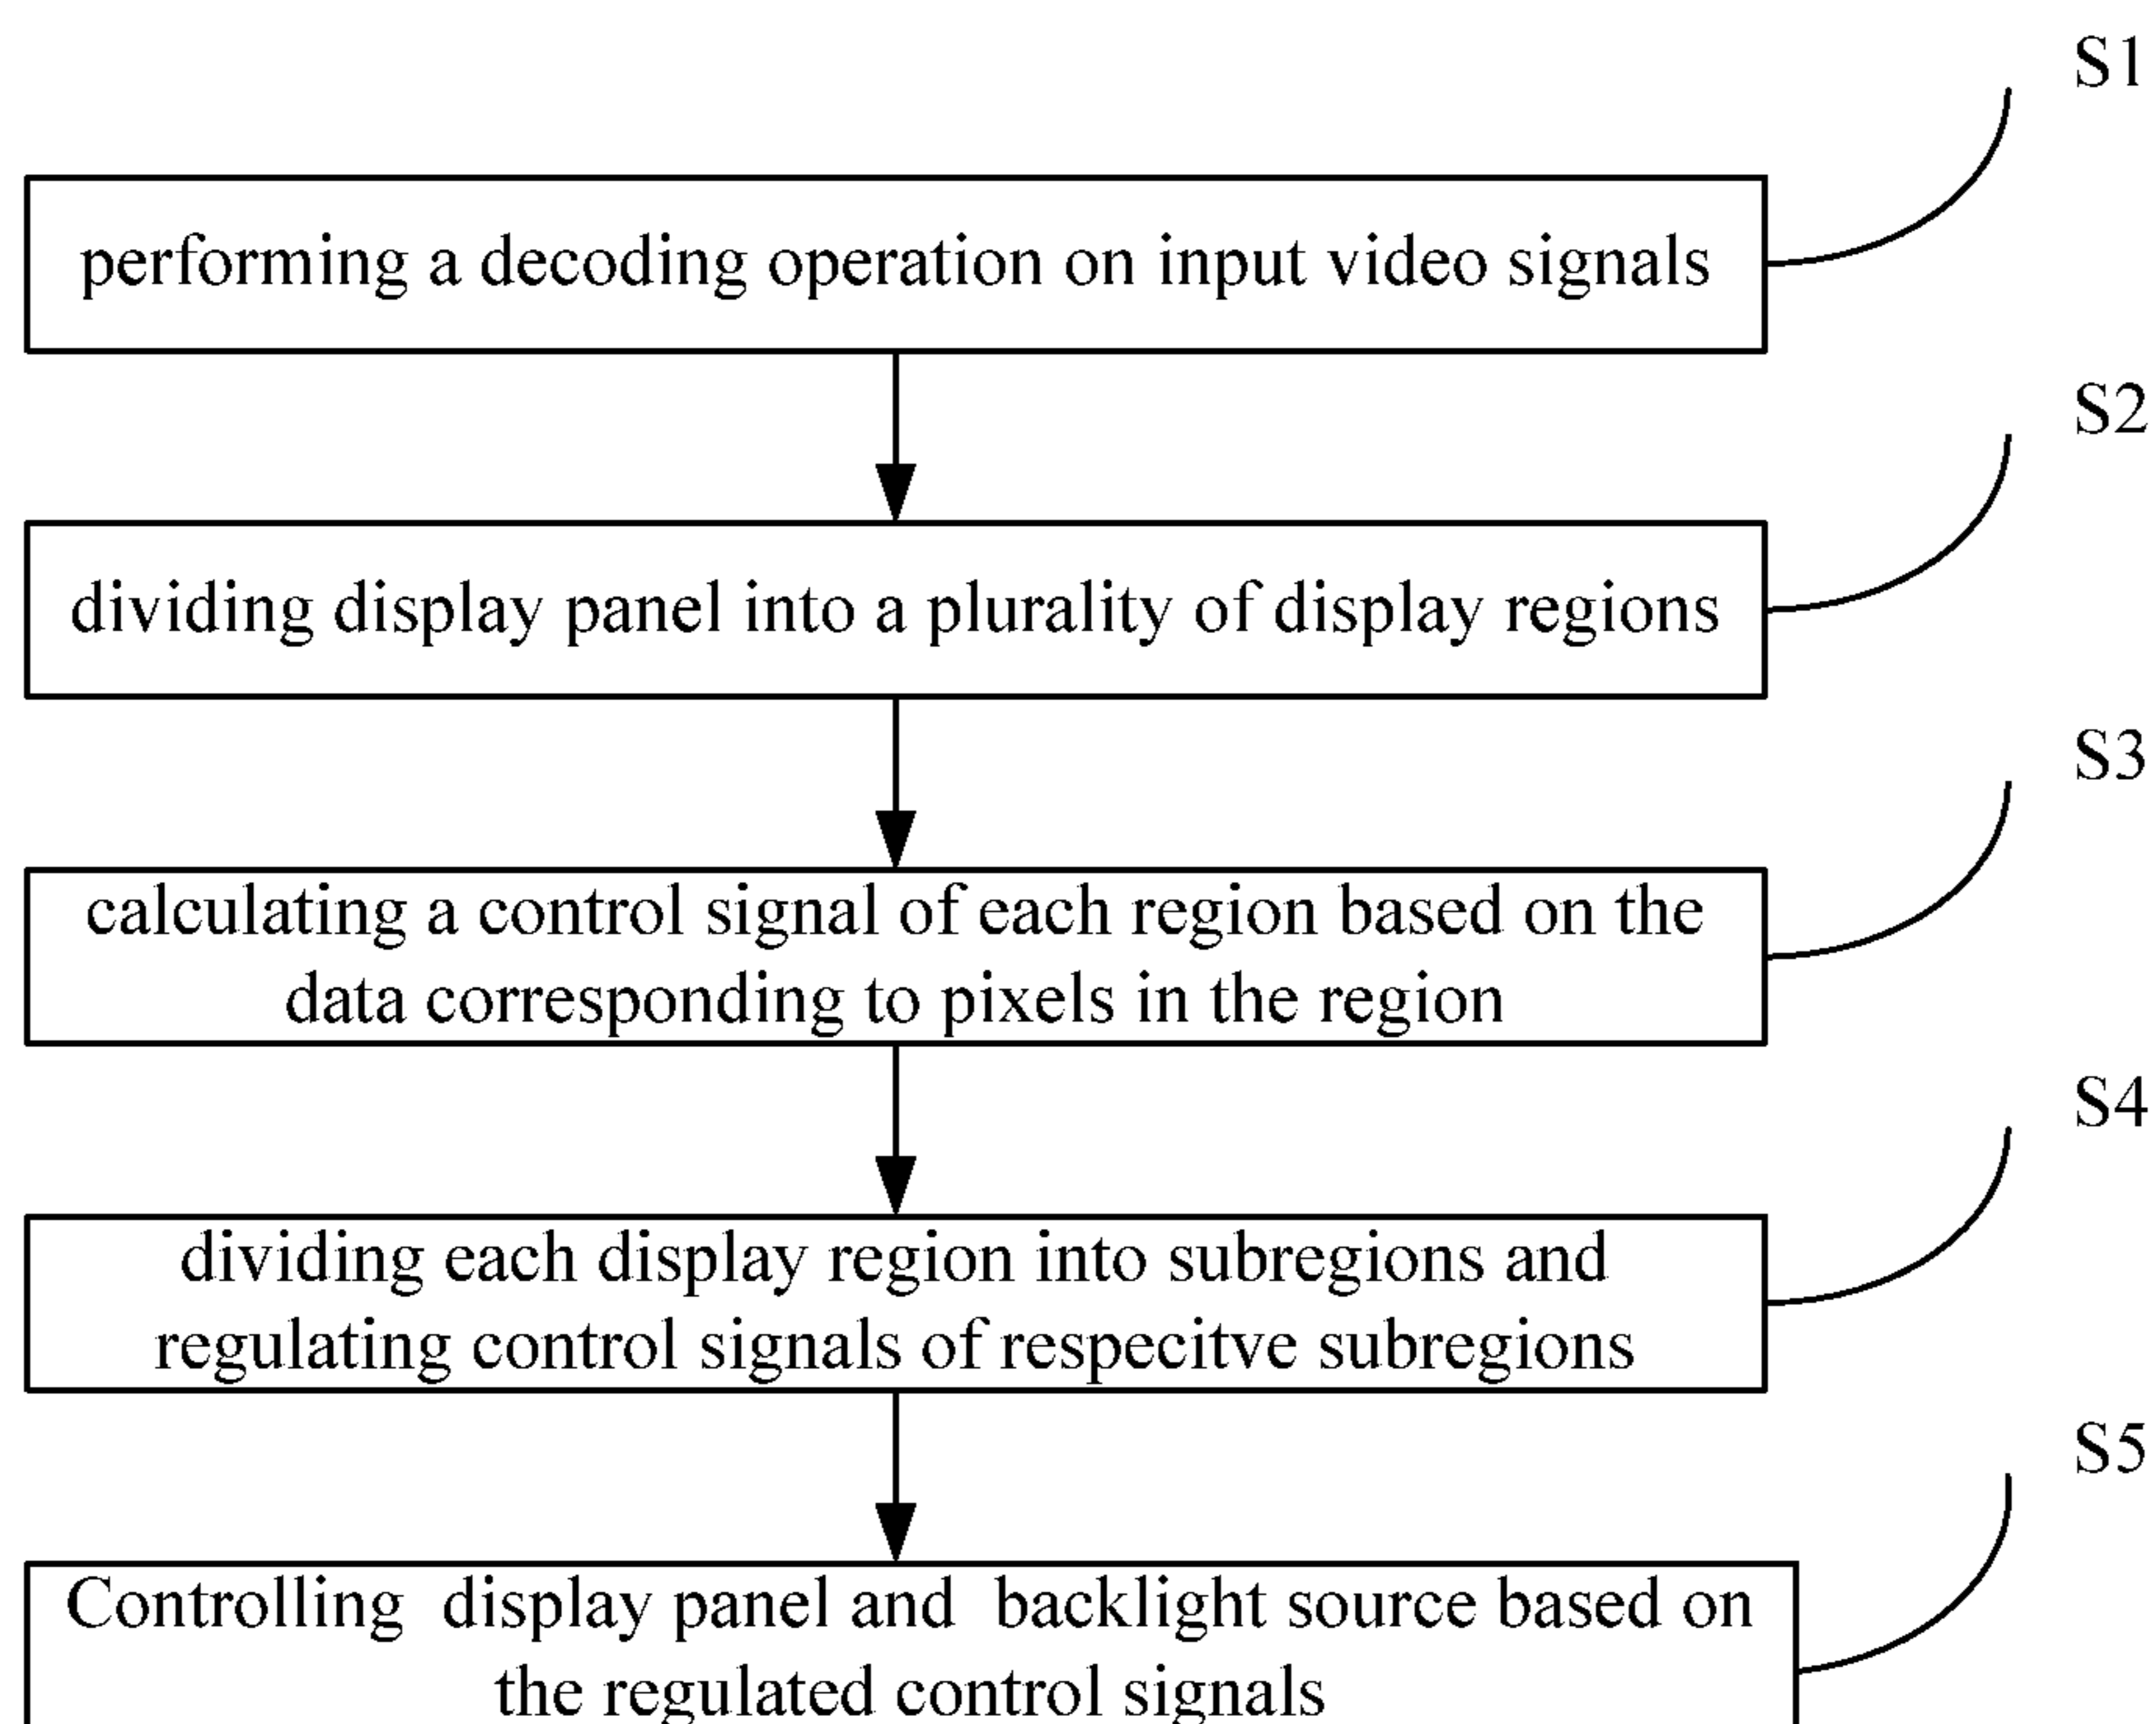 S1
performing a decoding operation on input video signals
S2
dividing display panel into a plurality of display regions
S3
calculating a control signal of each region based on the
data corresponding to pixels in the region
S4
dividing each display region into subregions and
regulating control signals of respecitve subregions
S5
Controlling display panel and backlight source based on
the regulated control signals